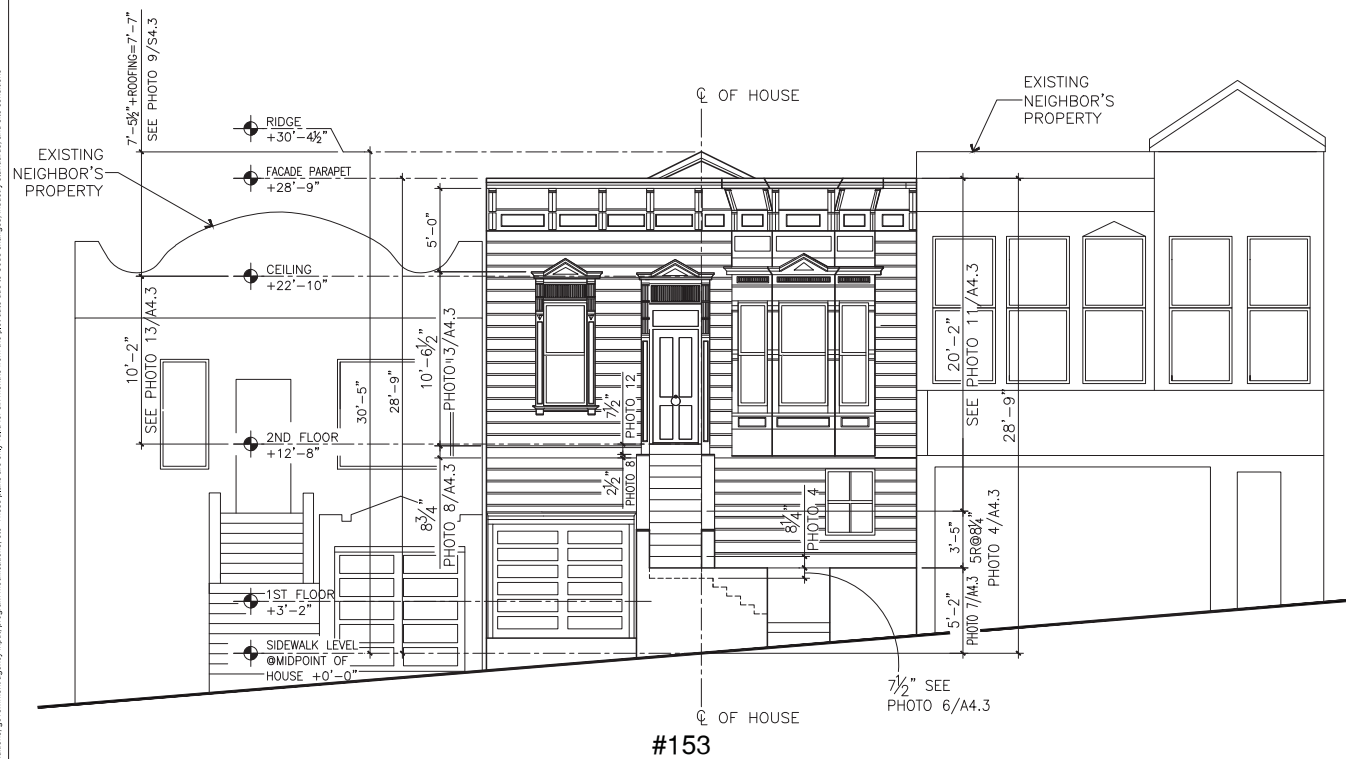 7'-5½"+ROOFING=7'-7"
SEE PHOTO 9/S4.3
℄ OF HOUSE
EXISTING
NEIGHBOR'S
PROPERTY
RIDGE
+30'-4½"
EXISTING
NEIGHBOR'S
PROPERTY
FACADE PARAPET
+28'-9"
5'-0"
CEILING
+22'-10"
10'-2"
SEE PHOTO 13/A4.3
30'-5"
28'-9"
10'-6½"
PHOTO 13/A4.3
7½"
PHOTO 12
20'-2"
SEE PHOTO 11/A4.3
28'-9"
2ND FLOOR
+12'-8"
8¾"
PHOTO 8/A4.3
2½"
PHOTO 8
8¼"
PHOTO 4
3'-5"
5R@8¼"
PHOTO 4/A4.3
1ST FLOOR
+3'-2"
5'-2"
PHOTO 7/A4.3
SIDEWALK LEVEL
@MIDPOINT OF
HOUSE +0'-0"
7½" SEE
PHOTO 6/A4.3
℄ OF HOUSE
#153